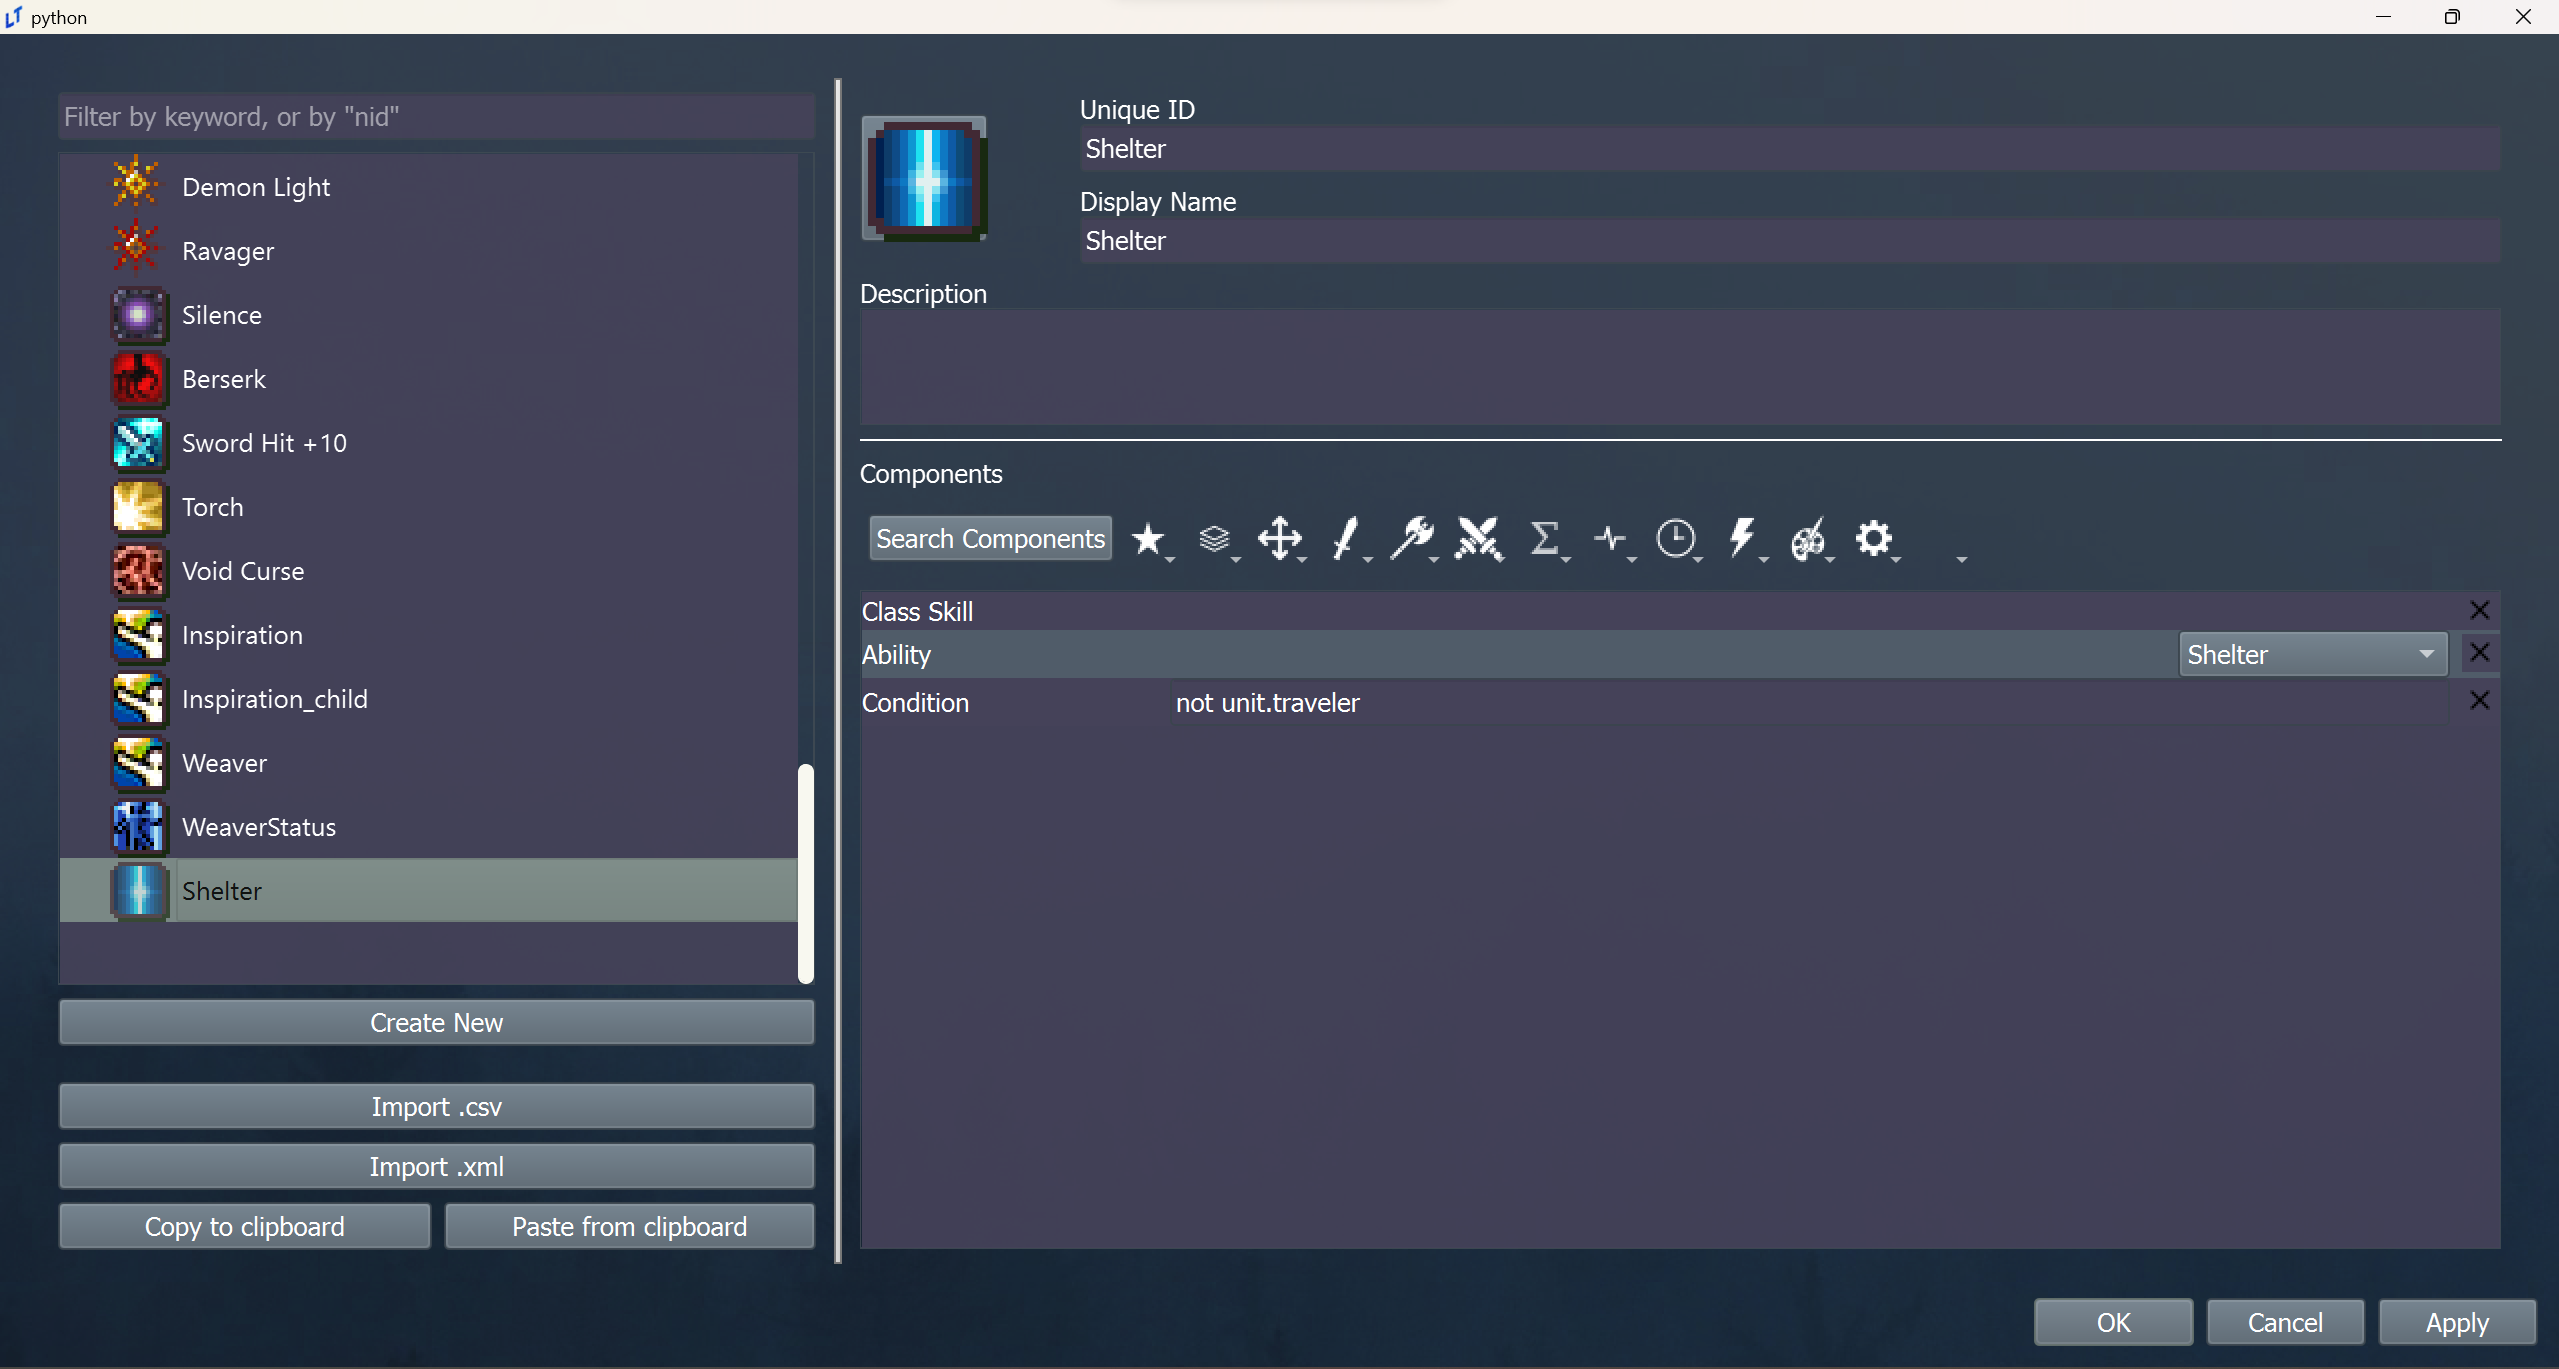 LT python
Filter by keyword, or by "nid"
Demon Light
Ravager
Silence
Berserk
Sword Hit +10
Torch
Void Curse
Inspiration
Inspiration_child
Weaver
WeaverStatus
Shelter
Create New
Import .csv
Import .xml
Copy to clipboard
Paste from clipboard
Unique ID
Shelter
Display Name
Shelter
Description
Components
Search Components
Class Skill
Ability
Shelter
Condition
not unit.traveler
OK
Cancel
Apply